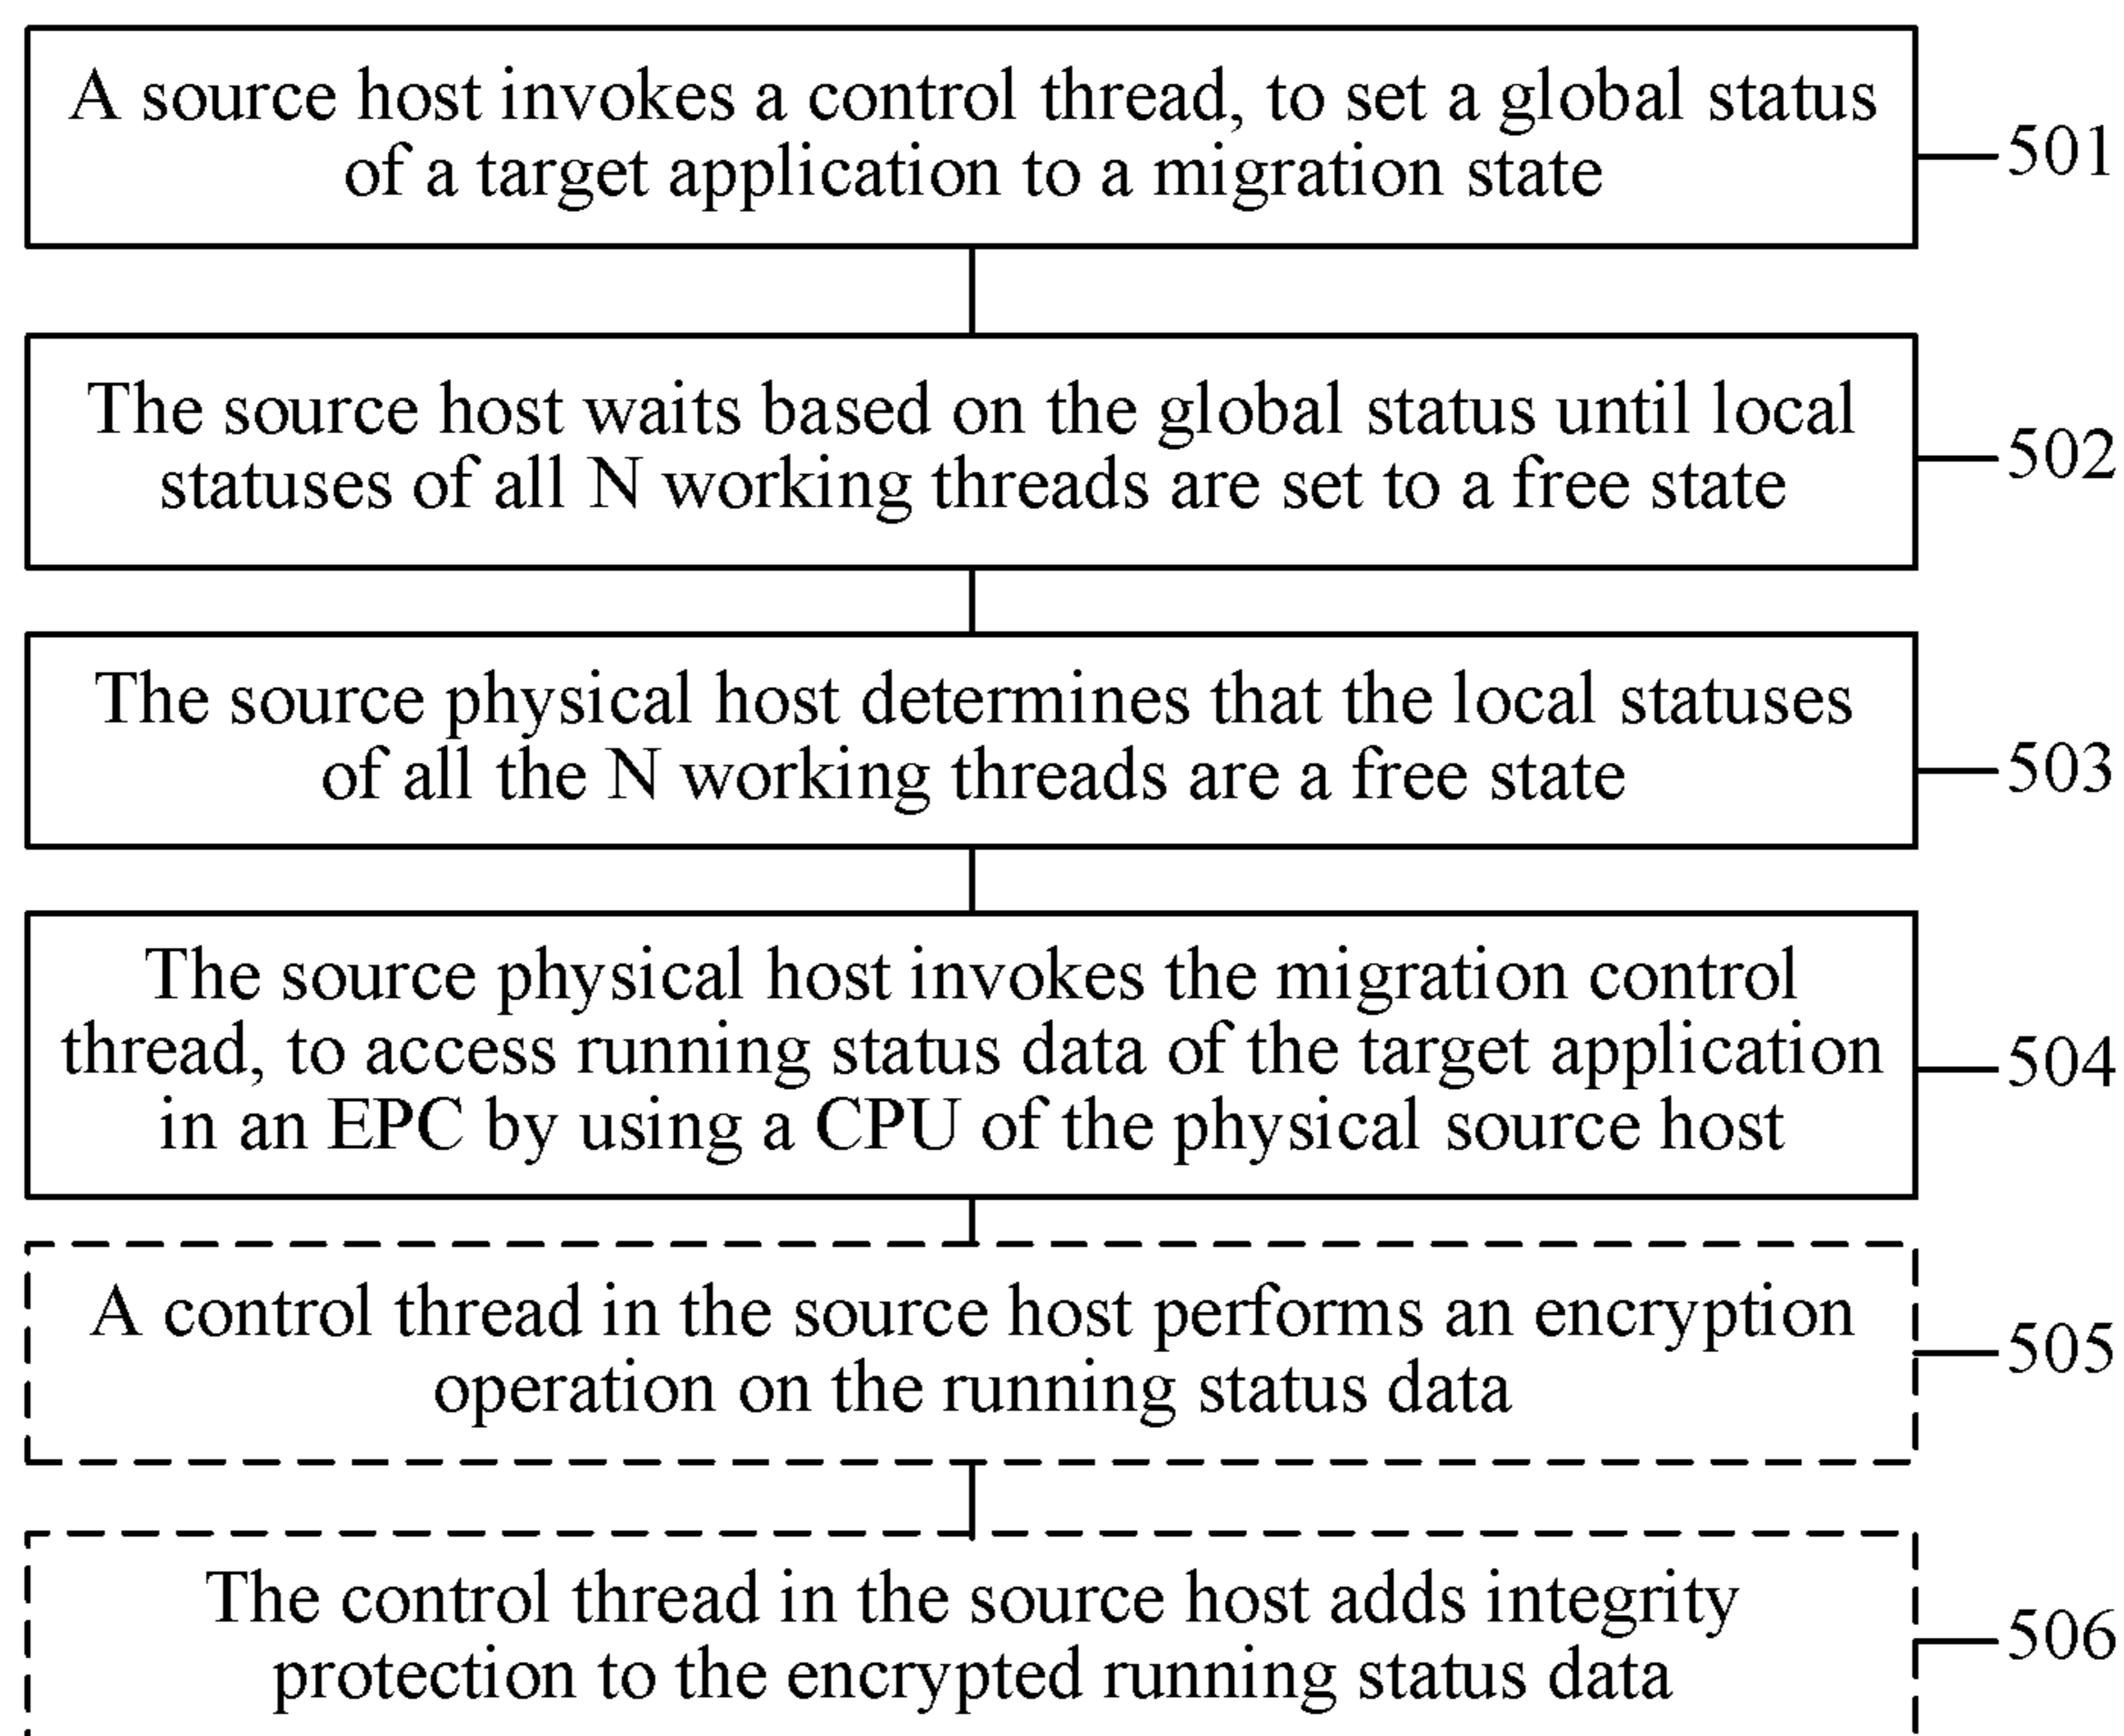 A source host invokes a control thread, to set a global status
of a target application to a migration state
501
The source host waits based on the global status until local
statuses of all N working threads are set to a free state
502
The source physical host determines that the local statuses
of all the N working threads are a free state
503
The source physical host invokes the migration control
thread, to access running status data of the target application
in an EPC by using a CPU of the physical source host
504
A control thread in the source host performs an encryption
operation on the running status data
505
The control thread in the source host adds integrity
protection to the encrypted running status data
506